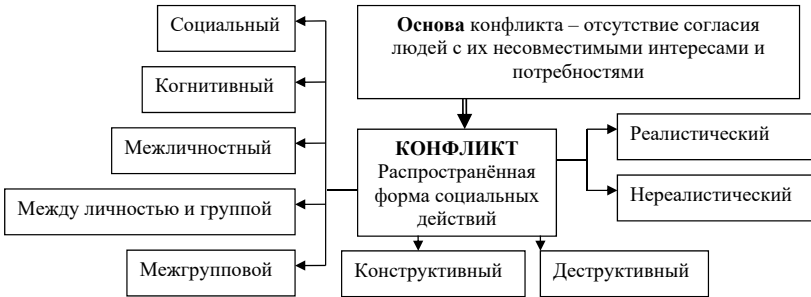 Социальный
Когнитивный
Межличностный
Между личностью и группой
Межгрупповой
Основа конфликта – отсутствие согласия
людей с их несовместимыми интересами и
потребностями
КОНФЛИКТ
Распространённая
форма социальных
действий
Реалистический
Нереалистический
Конструктивный
Деструктивный